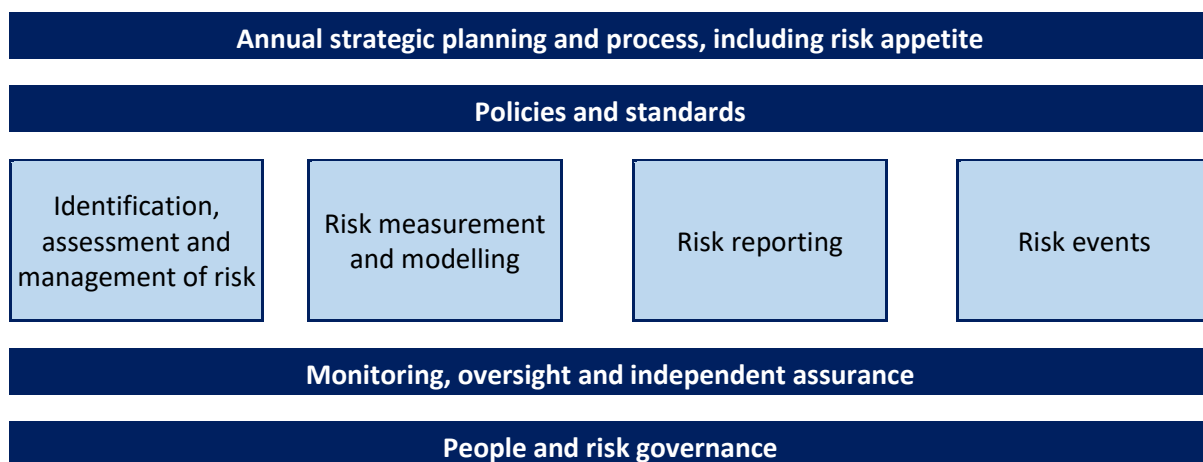 Annual strategic planning and process, including risk appetite
Policies and standards
Identification,
assessment and
management of risk
Risk measurement
and modelling
Risk reporting
Risk events
Monitoring, oversight and independent assurance
People and risk governance